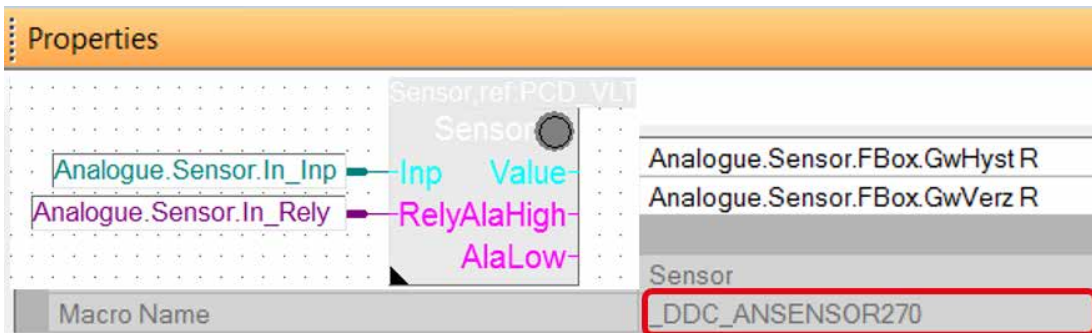 Properties
Sensor,ref:PCD_VLT
Sensor
Analogue.Sensor.In_Inp Inp Value
Analogue.Sensor.In_Rely RelyAlaHigh
AlaLow
Analogue.Sensor.FBox.GwHyst R
Analogue.Sensor.FBox.GwVerz R
Sensor
Macro Name _DDC_ANSENSOR270